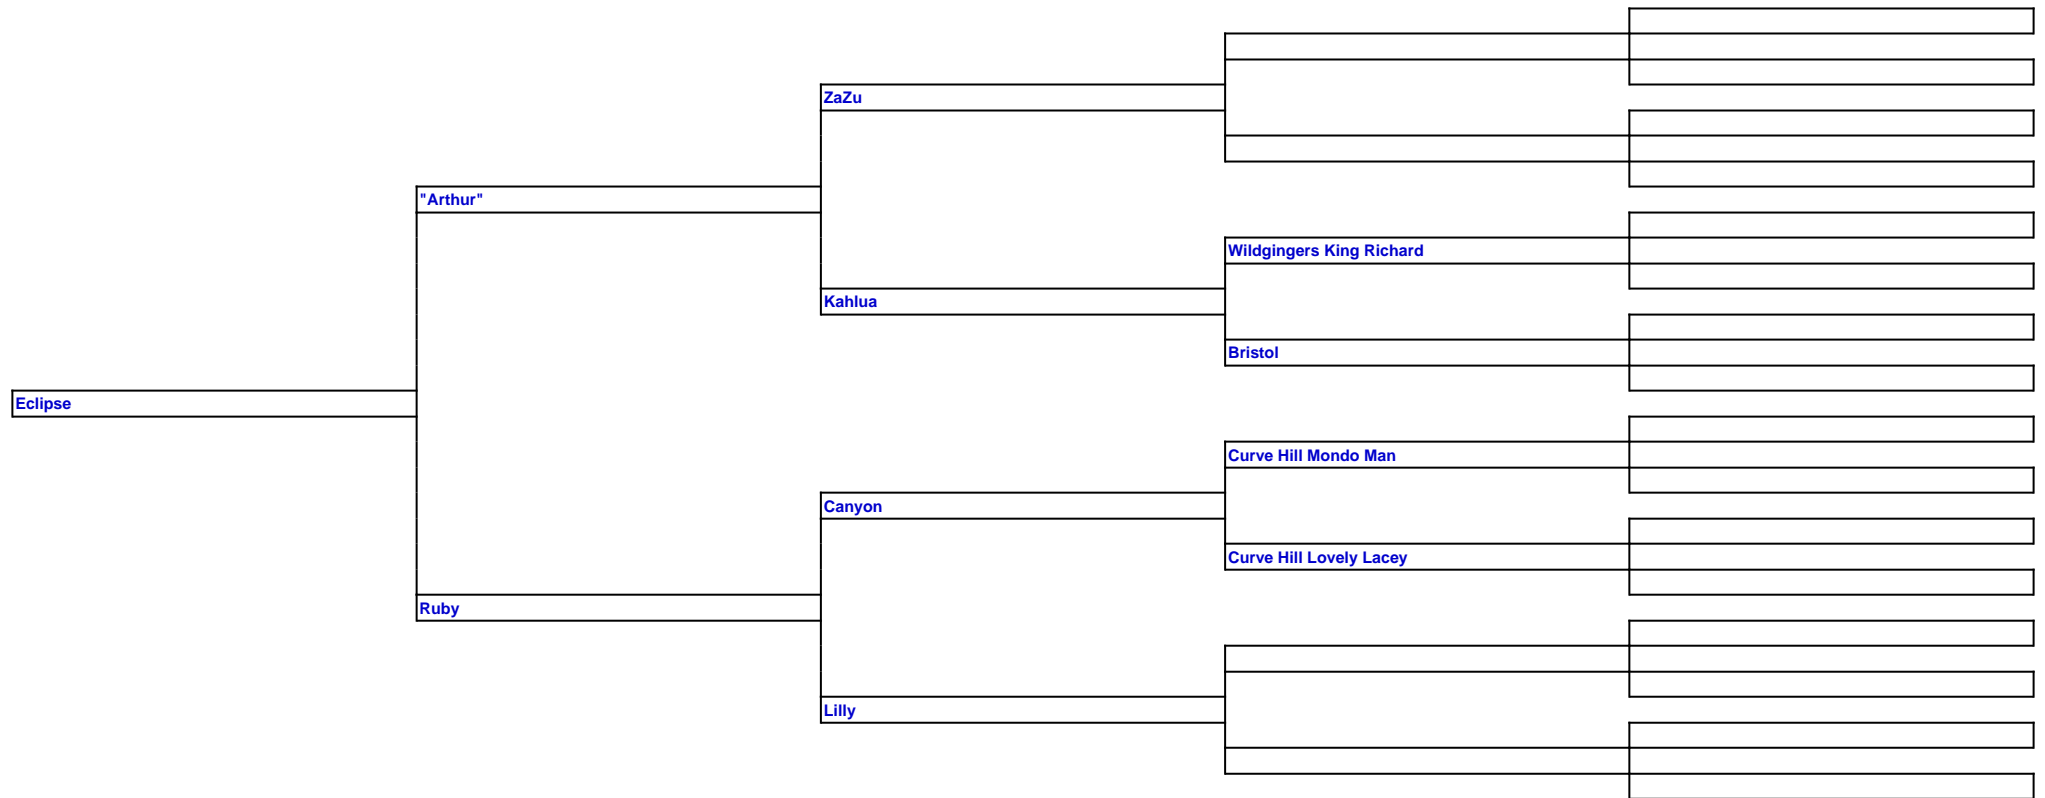 ZaZu
"Arthur"
Wildgingers King Richard
Kahlua
Bristol
Eclipse
Curve Hill Mondo Man
Canyon
Curve Hill Lovely Lacey
Ruby
Lilly